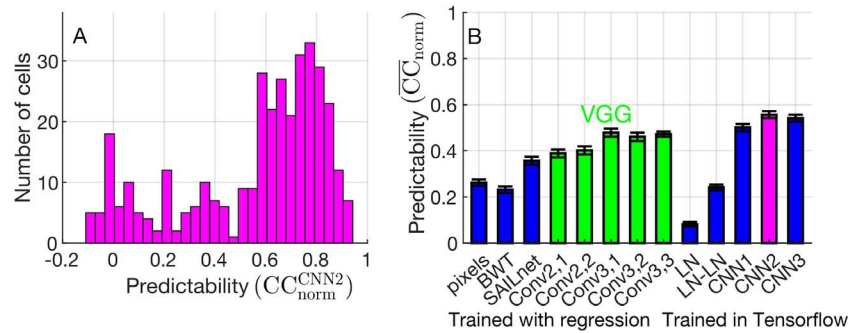 A
Number of cells
30
20
10
0
-0.2 0 0.2 0.4 0.6 0.8 1
Predictability (CC^CNN2_norm)
B
Predictability (CC̅_norm)
1
0.8
0.6
0.4
0.2
0
VGG
pixels BWT SAILnet Conv2,1 Conv2,2 Conv3,1 Conv3,2 Conv3,3 LN LN-LN CNN1 CNN2 CNN3
Trained with regression Trained in Tensorflow